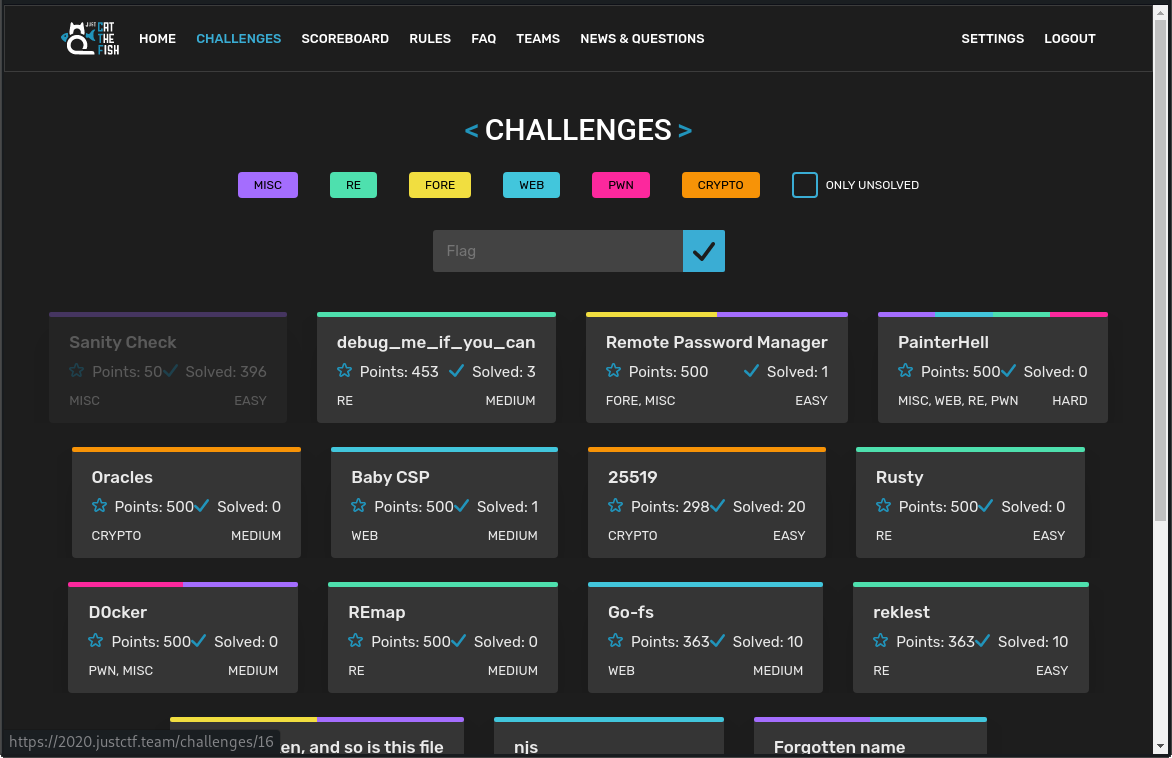 JUST CAT THE FISH
HOME CHALLENGES SCOREBOARD RULES FAQ TEAMS NEWS & QUESTIONS SETTINGS LOGOUT
< CHALLENGES >
MISC RE FORE WEB PWN CRYPTO ONLY UNSOLVED
Flag
Sanity Check debug_me_if_you_can Remote Password Manager PainterHell
Points: 50 Solved: 396 Points: 453 Solved: 3 Points: 500 Solved: 1 Points: 500 Solved: 0
MISC EASY RE MEDIUM FORE, MISC EASY MISC, WEB, RE, PWN HARD
Oracles Baby CSP 25519 Rusty
Points: 500 Solved: 0 Points: 500 Solved: 1 Points: 298 Solved: 20 Points: 500 Solved: 0
CRYPTO MEDIUM WEB MEDIUM CRYPTO EASY RE EASY
D0cker REmap Go-fs reklest
Points: 500 Solved: 0 Points: 500 Solved: 0 Points: 363 Solved: 10 Points: 363 Solved: 10
PWN, MISC MEDIUM RE MEDIUM WEB MEDIUM RE EASY
https://2020.justctf.team/challenges/16 en, and so is this file njs Forgotten name